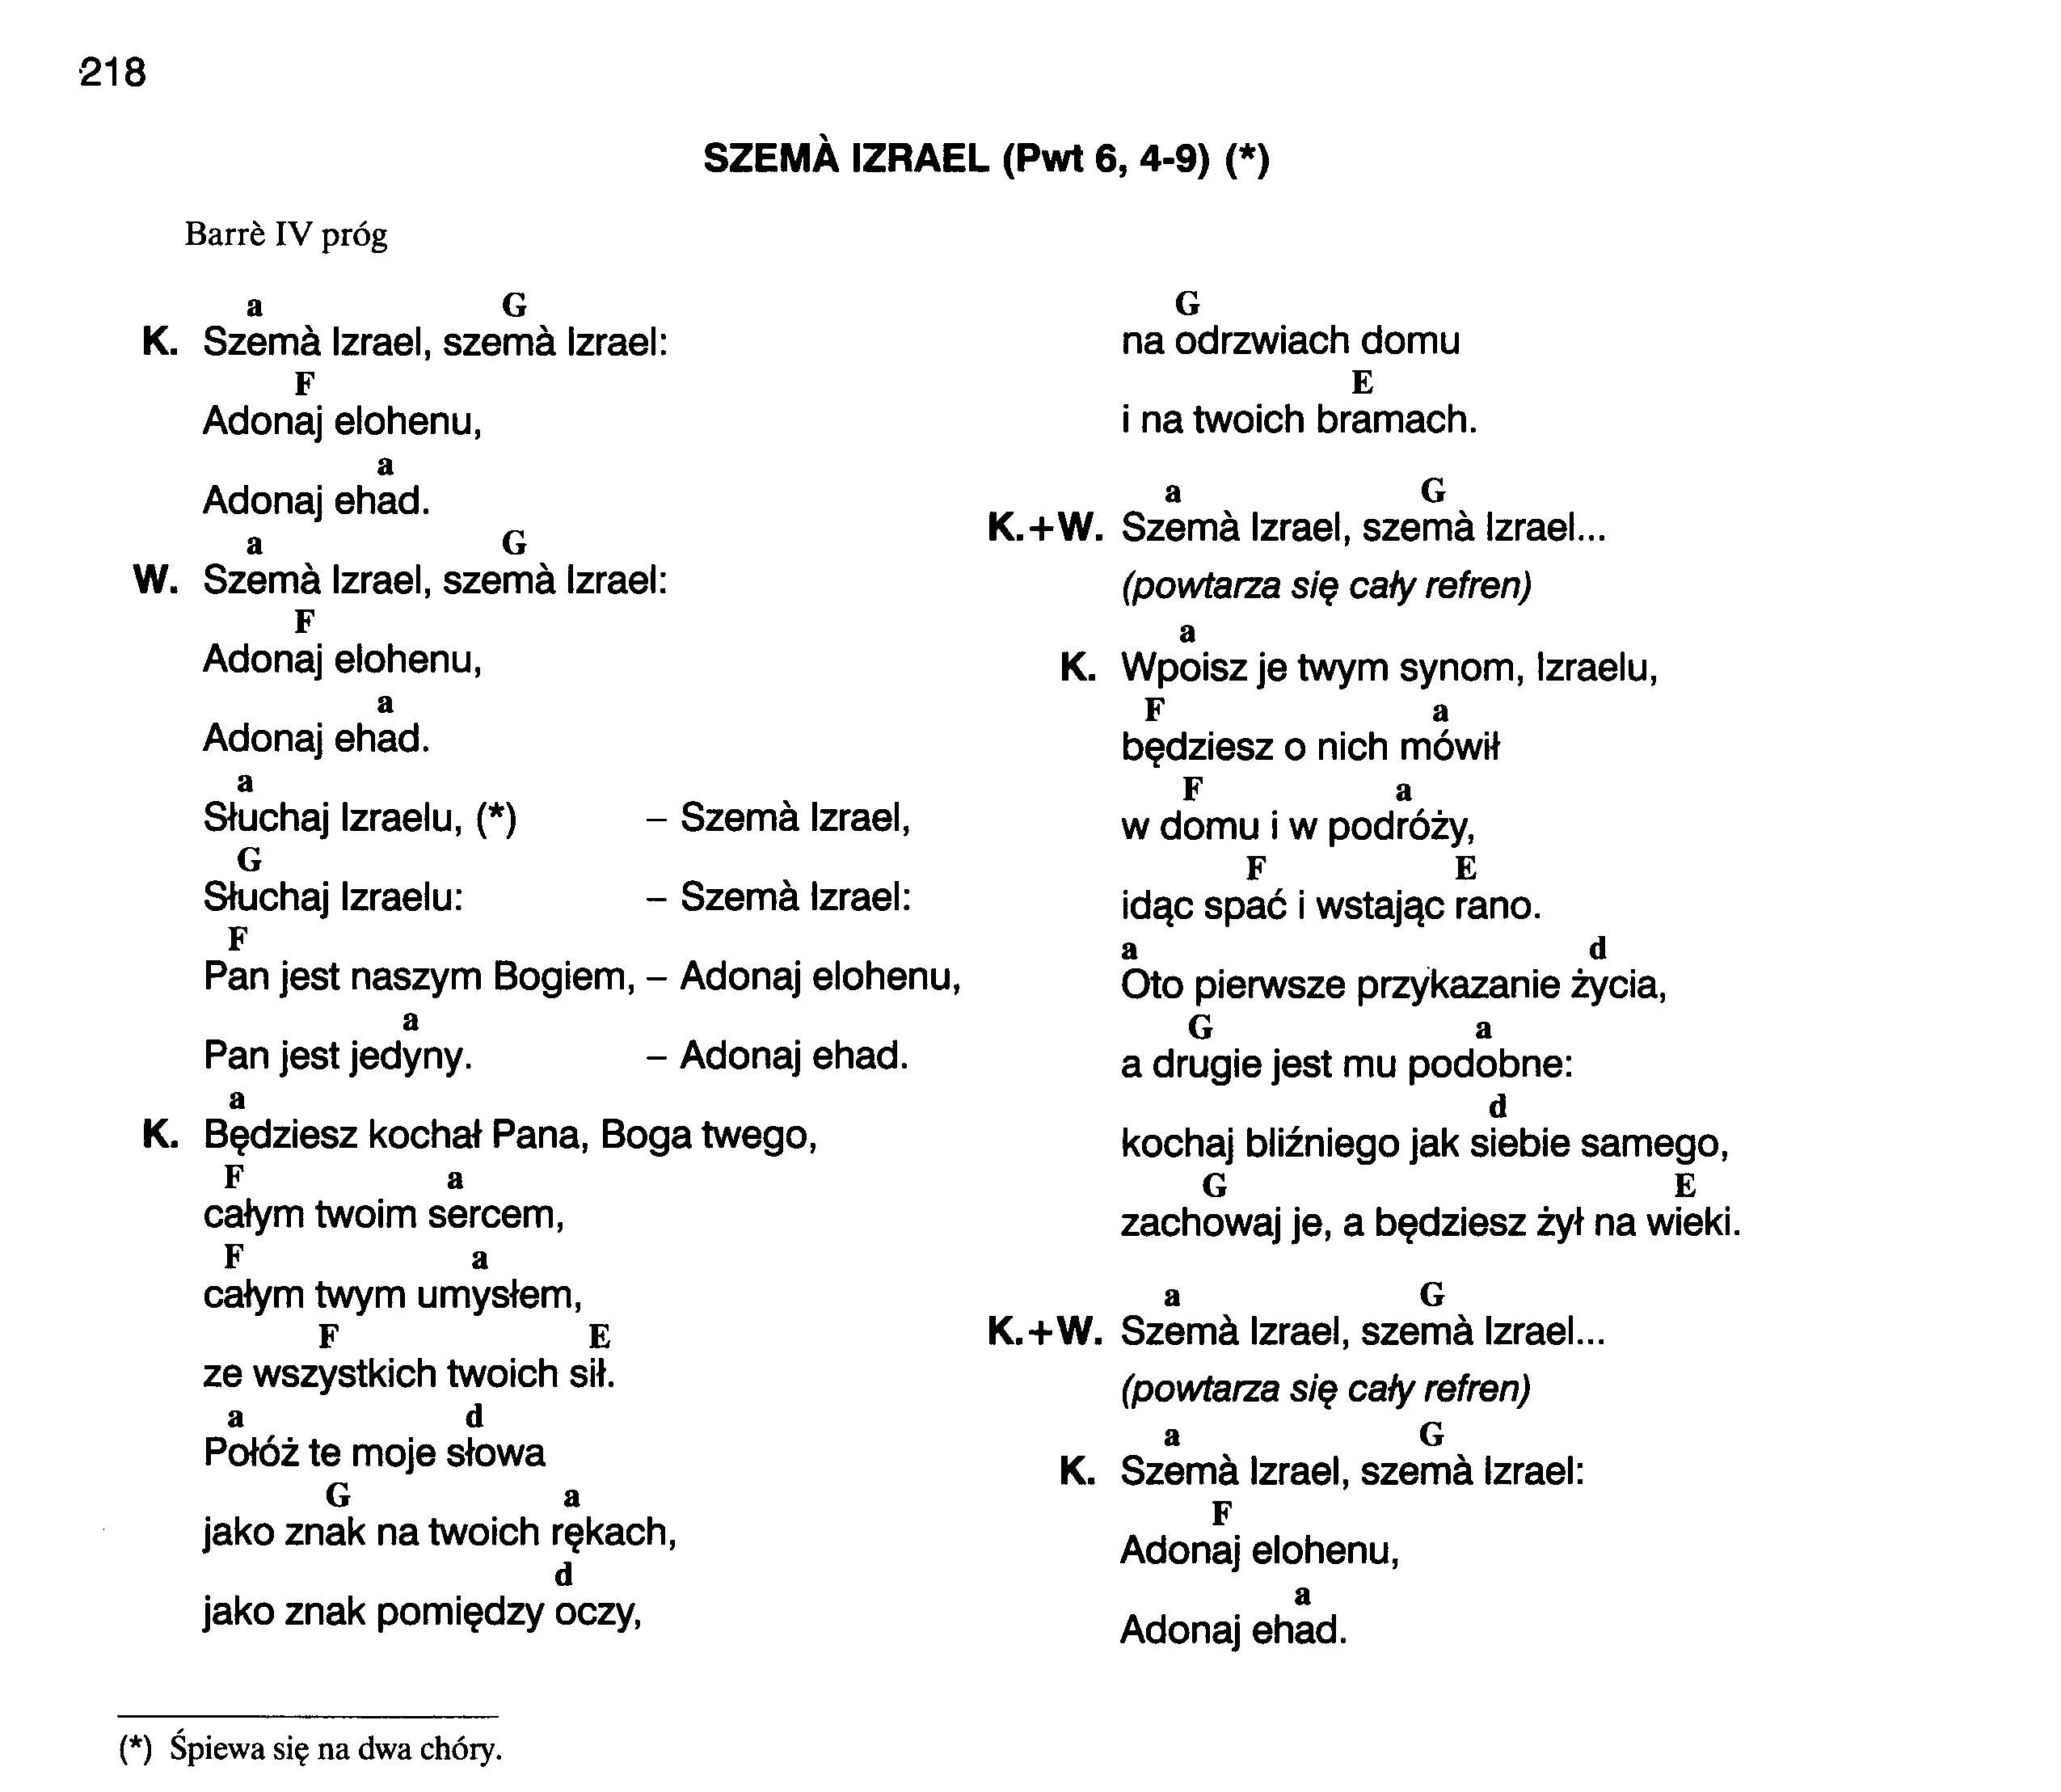 218
SZEMÀ IZRAEL (Pwt 6, 4-9) (*)
Barrè IV próg
a G
K. Szemà Izrael, szemà Izrael:
F
Adonaj elohenu,
a
Adonaj ehad.
a G
W. Szemà Izrael, szemà Izrael:
F
Adonaj elohenu,
a
Adonaj ehad.
a
Słuchaj Izraelu, (*) – Szemà Izrael,
G
Słuchaj Izraelu: – Szemà Izrael:
F
Pan jest naszym Bogiem, – Adonaj elohenu,
a
Pan jest jedyny. – Adonaj ehad.
a
K. Będziesz kochał Pana, Boga twego,
F a
całym twoim sercem,
F a
całym twym umysłem,
F E
ze wszystkich twoich sił.
a d
Połóż te moje słowa
G a
jako znak na twoich rękach,
d
jako znak pomiędzy oczy,
G
na odrzwiach domu
E
i na twoich bramach.
a G
K.+W. Szemà Izrael, szemà Izrael...
(powtarza się cały refren)
a
K. Wpoisz je twym synom, Izraelu,
F a
będziesz o nich mówił
F a
w domu i w podróży,
F E
idąc spać i wstając rano.
a d
Oto pierwsze przykazanie życia,
G a
a drugie jest mu podobne:
d
kochaj bliźniego jak siebie samego,
G E
zachowaj je, a będziesz żył na wieki.
a G
K.+W. Szemà Izrael, szemà Izrael...
(powtarza się cały refren)
a G
K. Szemà Izrael, szemà Izrael:
F
Adonaj elohenu,
a
Adonaj ehad.
(*) Śpiewa się na dwa chóry.